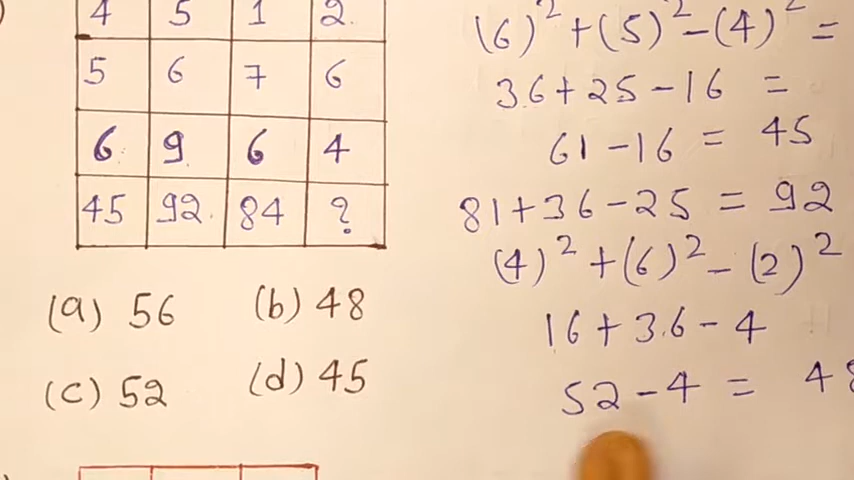 4 5 1 2
5 6 7 6
6 9 6 4
45 92 84 ?
(a) 56 (b) 48
(c) 52 (d) 45
(6)² + (5)² - (4)² =
36 + 25 - 16 =
61 - 16 = 45
81 + 36 - 25 = 92
(4)² + (6)² - (2)²
16 + 36 - 4
52 - 4 = 48